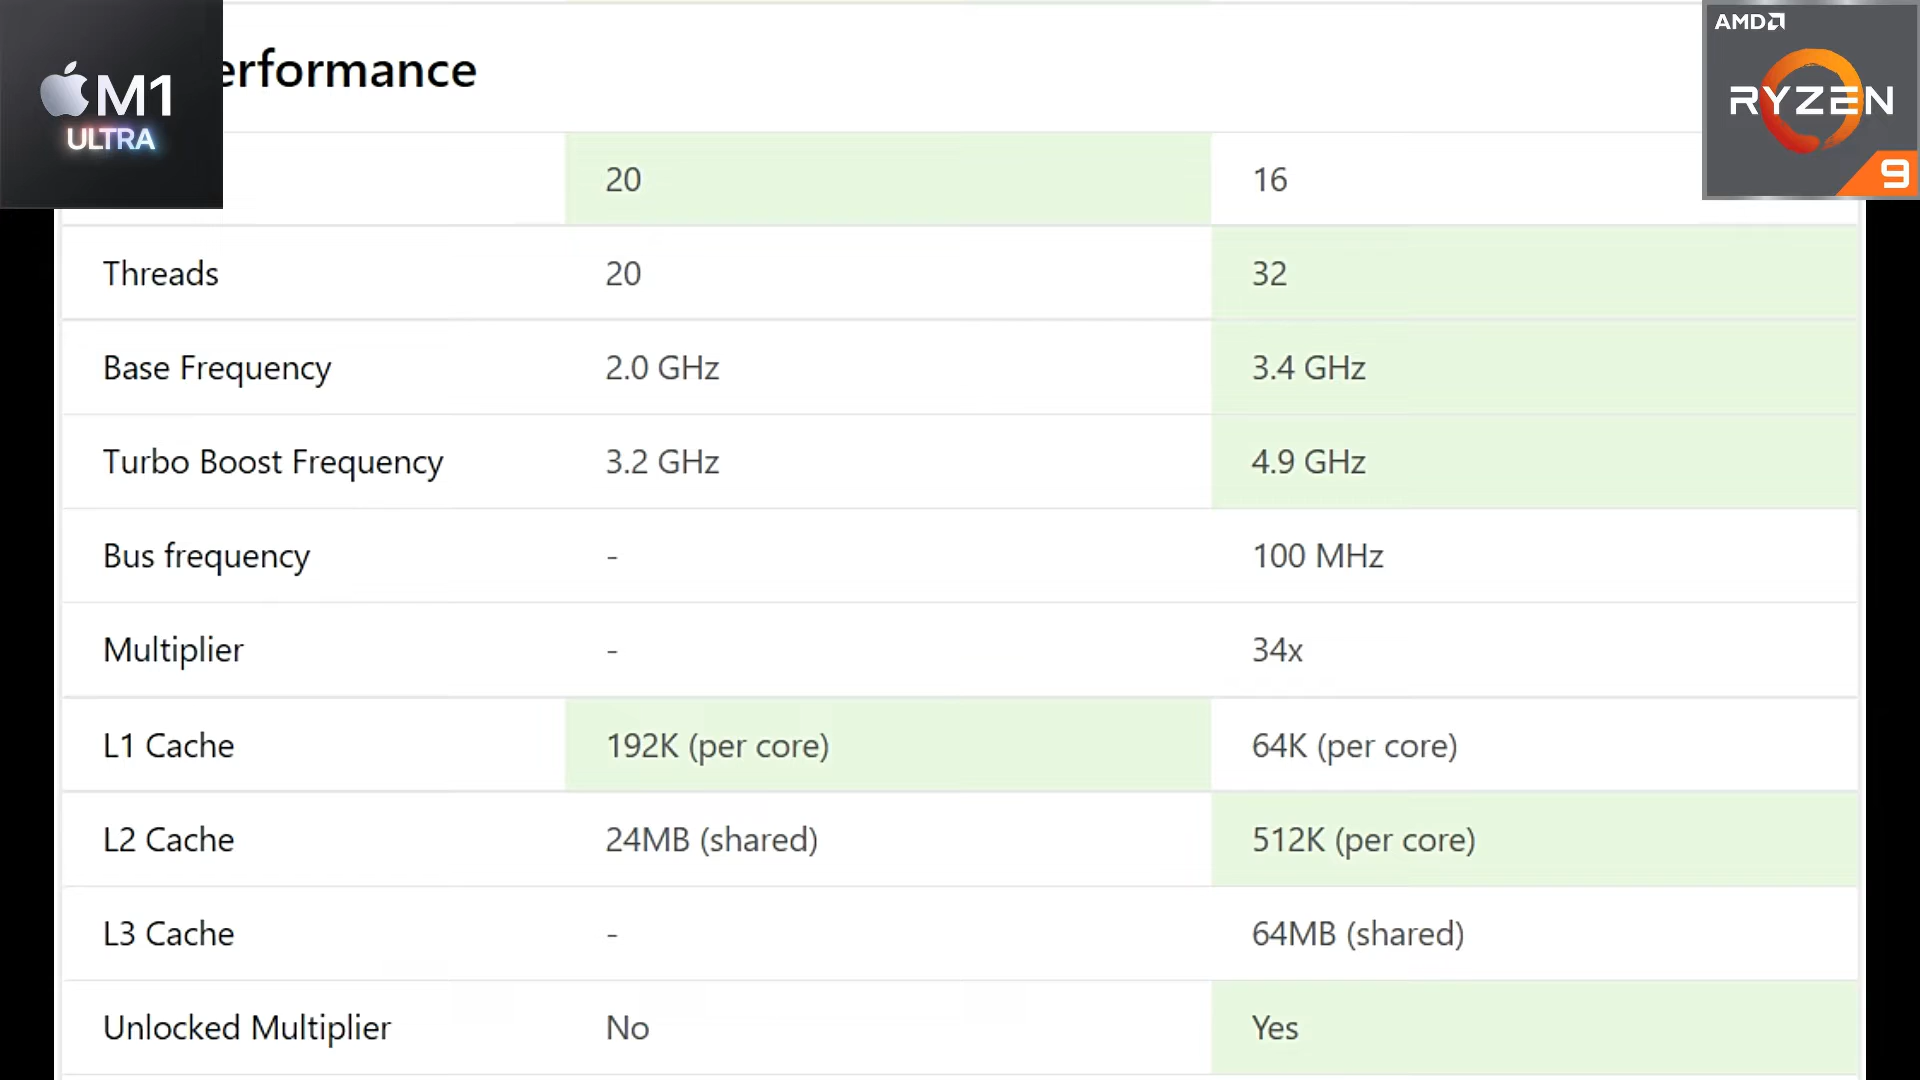 M1
ULTRA
erformance
AMD
RYZEN
9
20 16
Threads 20 32
Base Frequency 2.0 GHz 3.4 GHz
Turbo Boost Frequency 3.2 GHz 4.9 GHz
Bus frequency - 100 MHz
Multiplier - 34x
L1 Cache 192K (per core) 64K (per core)
L2 Cache 24MB (shared) 512K (per core)
L3 Cache - 64MB (shared)
Unlocked Multiplier No Yes